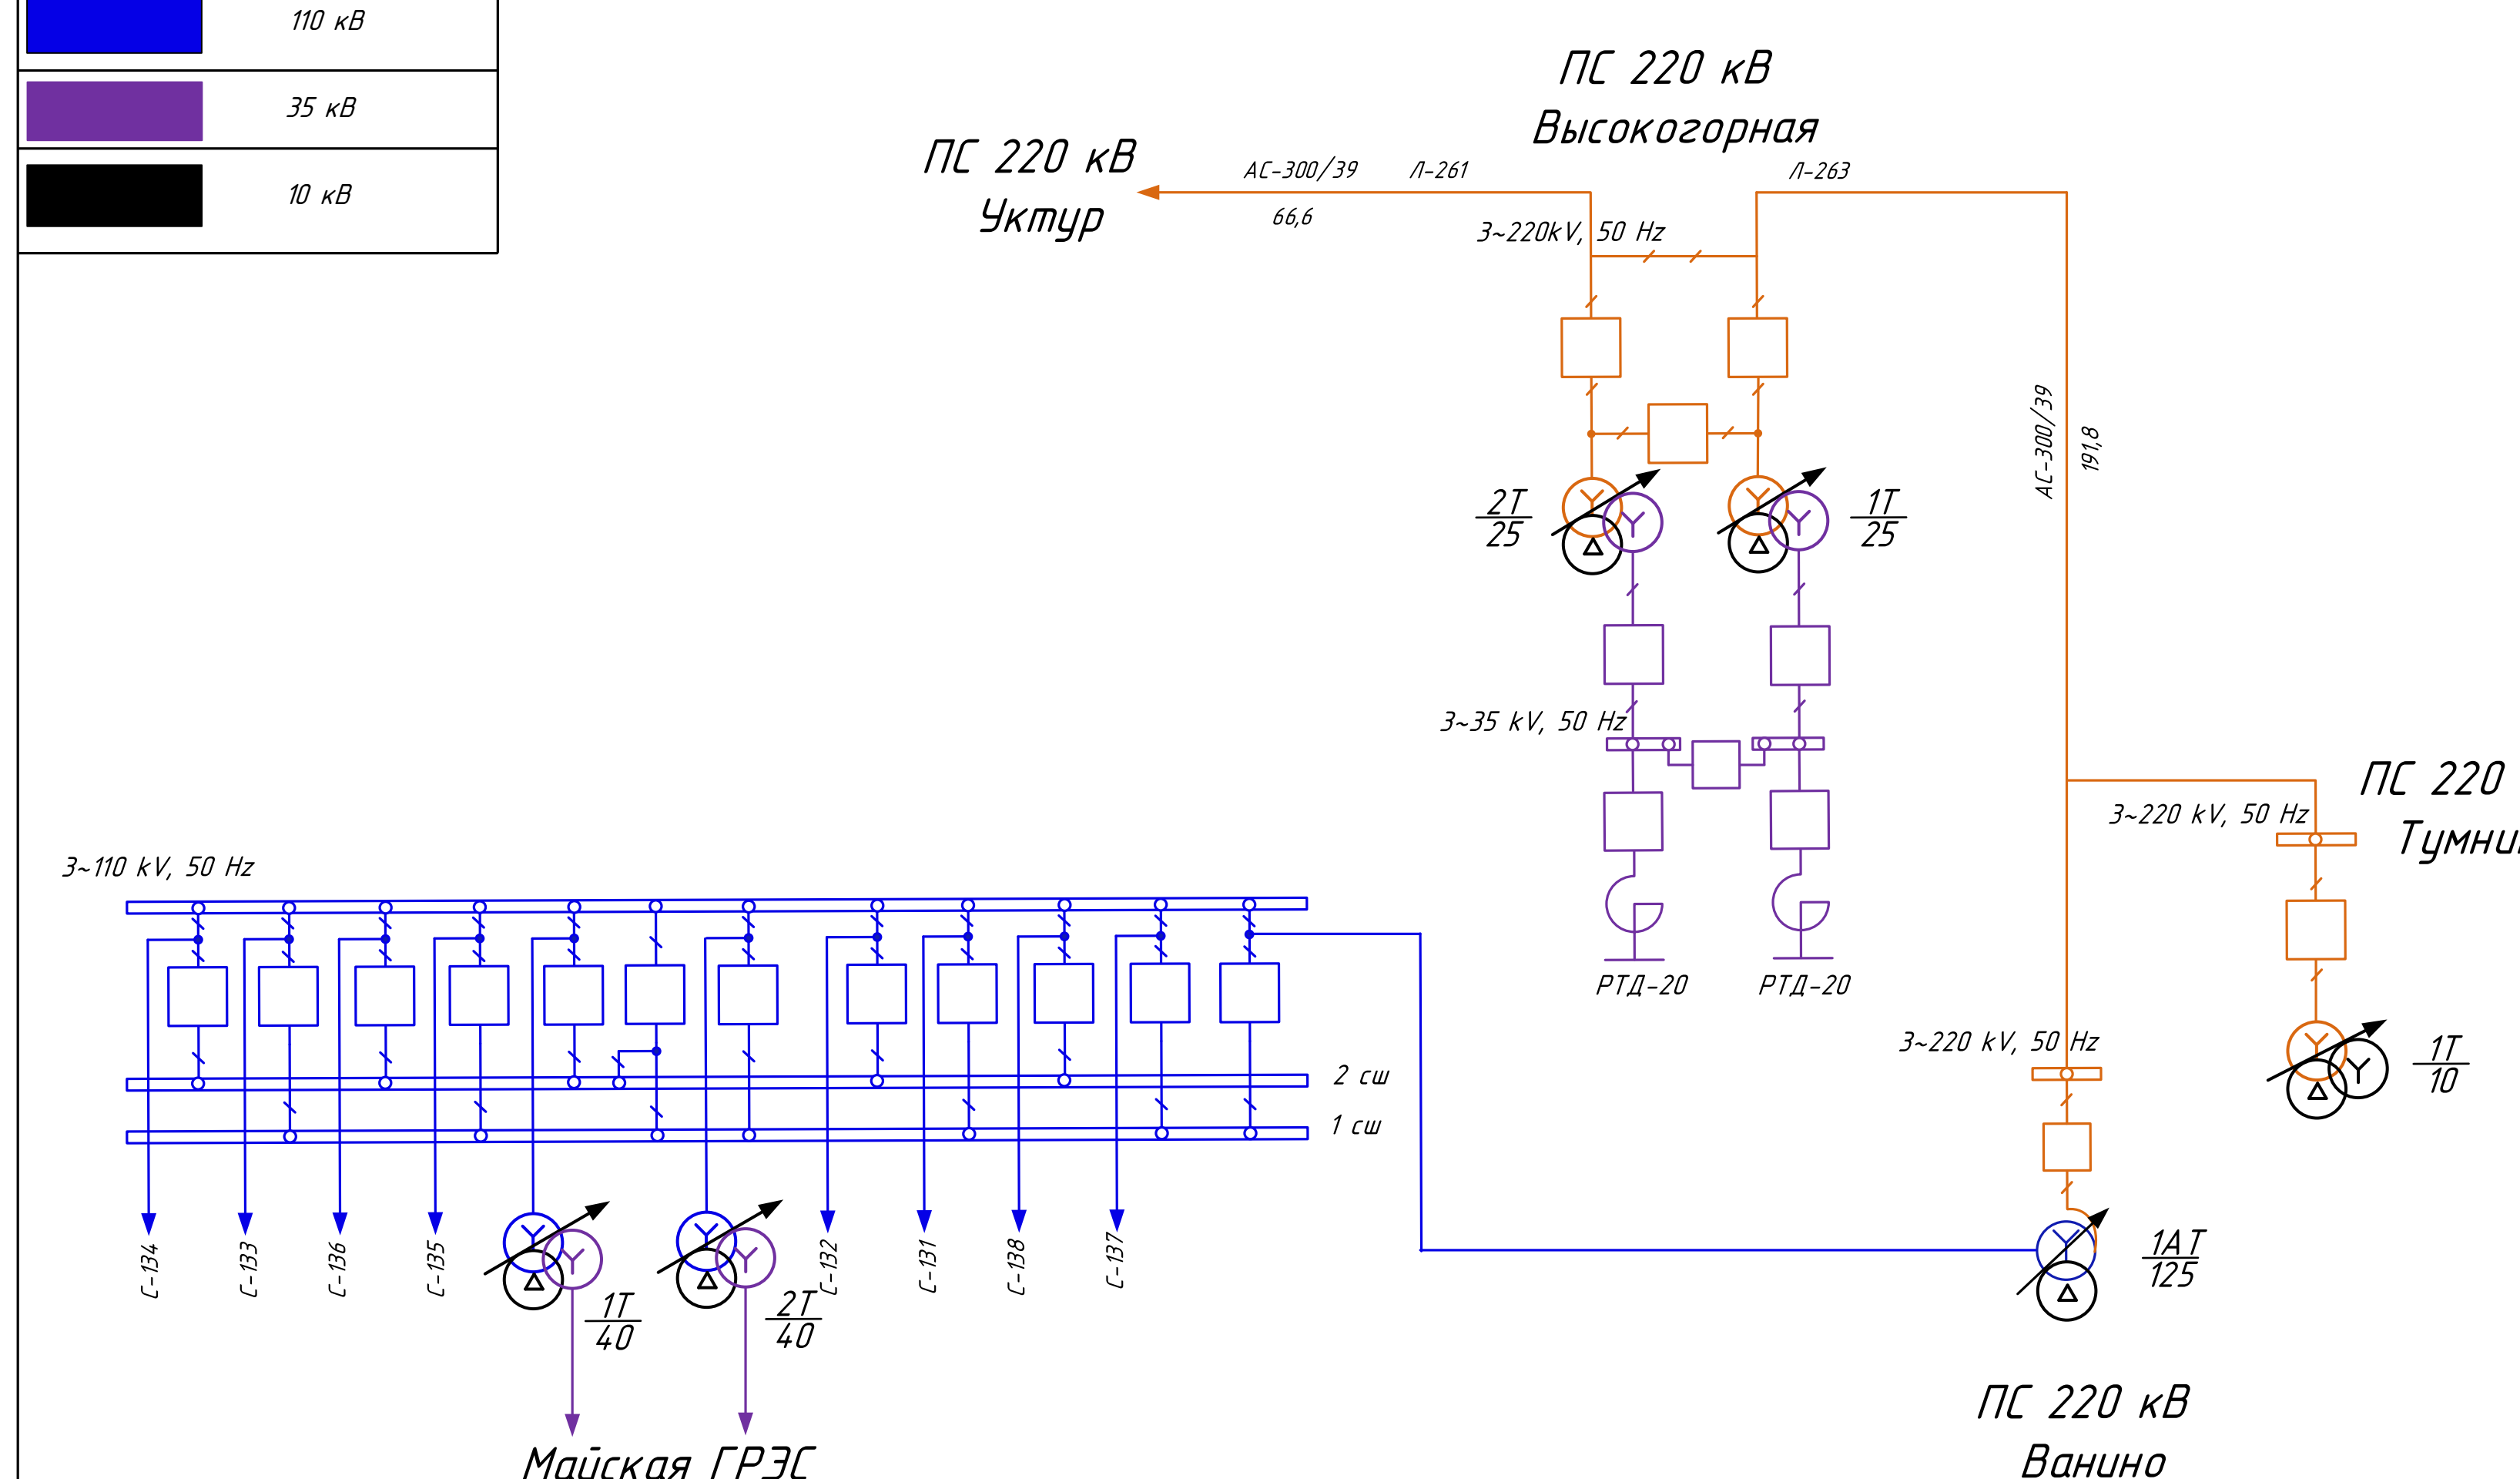 110 кВ
35 кВ
10 кВ
ПС 220 кВ
Высокогорная
ПС 220 кВ
Уктур
АС-300/39
Л-261
66,6
Л-263
3~220kV, 50 Hz
АС-300/39
191,8
2Т
25
1Т
25
3~35 kV, 50 Hz
РТД-20
РТД-20
ПС 220
3~220 kV, 50 Hz
1Т
10
3~220 kV, 50 Hz
3~110 kV, 50 Hz
2 сш
1 сш
С-134
С-133
С-136
С-135
1Т
40
2Т
40
С-132
С-131
С-138
С-137
1АТ
125
ПС 220 кВ
Ванино
Майская ГРЭС